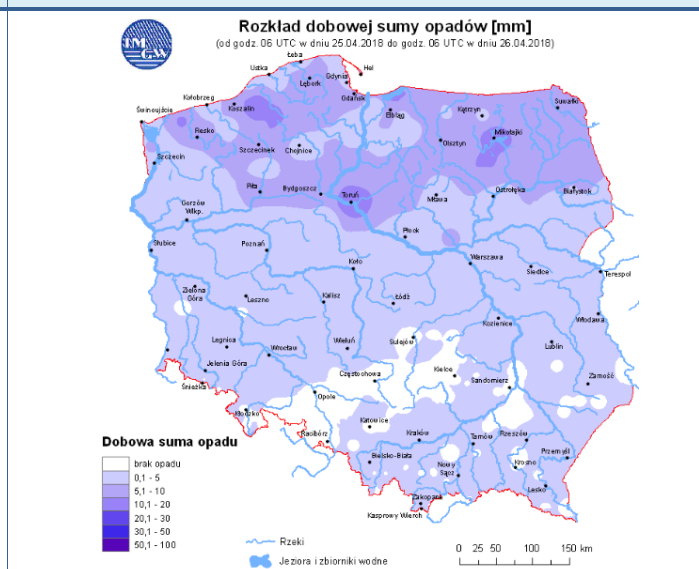 IMGW
Rozkład dobowej sumy opadów [mm]
(od godz. 06 UTC w dniu 25.04.2018 do godz. 06 UTC w dniu 26.04.2018)
Łeba
Ustka
Hel
Gdynia
Lębork
Gdańsk
Kołobrzeg
Koszalin
Suwałki
Świnoujście
Elbląg
Kętrzyn
Resko
Mikołajki
Olsztyn
Szczecinek
Chojnice
Szczecin
Piła
Bydgoszcz
Toruń
Mława
Ostrołęka
Białystok
Gorzów
Wlkp.
Płock
Słubice
Poznań
Koło
Warszawa
Siedlce
Terespol
Zielona
Góra
Leszno
Kalisz
Łódź
Kozienice
Włodawa
Legnica
Wrocław
Wieluń
Sulejów
Lublin
Jelenia Góra
Częstochowa
Kielce
Sandomierz
Zamość
Śnieżka
Opole
Kłodzko
Katowice
Racibórz
Kraków
Tarnów
Rzeszów
Przemyśl
Bielsko-Biała
Nowy
Sącz
Krosno
Lesko
Zakopane
Kasprowy Wierch
Dobowa suma opadu
brak opadu
0,1 - 5
5,1 - 10
10,1 - 20
20,1 - 30
30,1 - 50
50,1 - 100
Rzeki
Jeziora i zbiorniki wodne
0 25 50 100 150 km